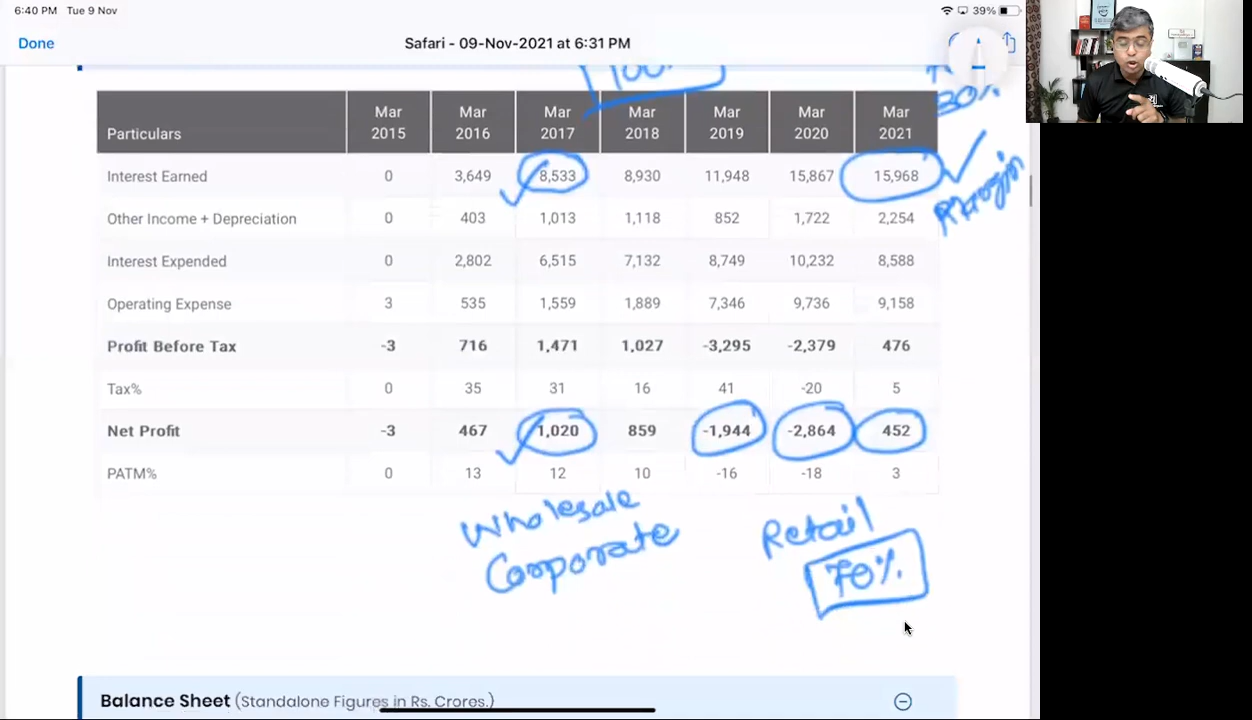 6:40 PM Tue 9 Nov
39%
Done
Safari - 09-Nov-2021 at 6:31 PM
30%
Particulars Mar 2015 Mar 2016 Mar 2017 Mar 2018 Mar 2019 Mar 2020 Mar 2021
Interest Earned 0 3,649 8,533 8,930 11,948 15,867 15,968
Margin
Other Income + Depreciation 0 403 1,013 1,118 852 1,722 2,254
Interest Expended 0 2,802 6,515 7,132 8,749 10,232 8,588
Operating Expense 3 535 1,559 1,889 7,346 9,736 9,158
Profit Before Tax -3 716 1,471 1,027 -3,295 -2,379 476
Tax% 0 35 31 16 41 -20 5
Net Profit -3 467 1,020 859 -1,944 -2,864 452
PATM% 0 13 12 10 -16 -18 3
Wholesale
Corporate
Retail
70%
Balance Sheet (Standalone Figures in Rs. Crores.)